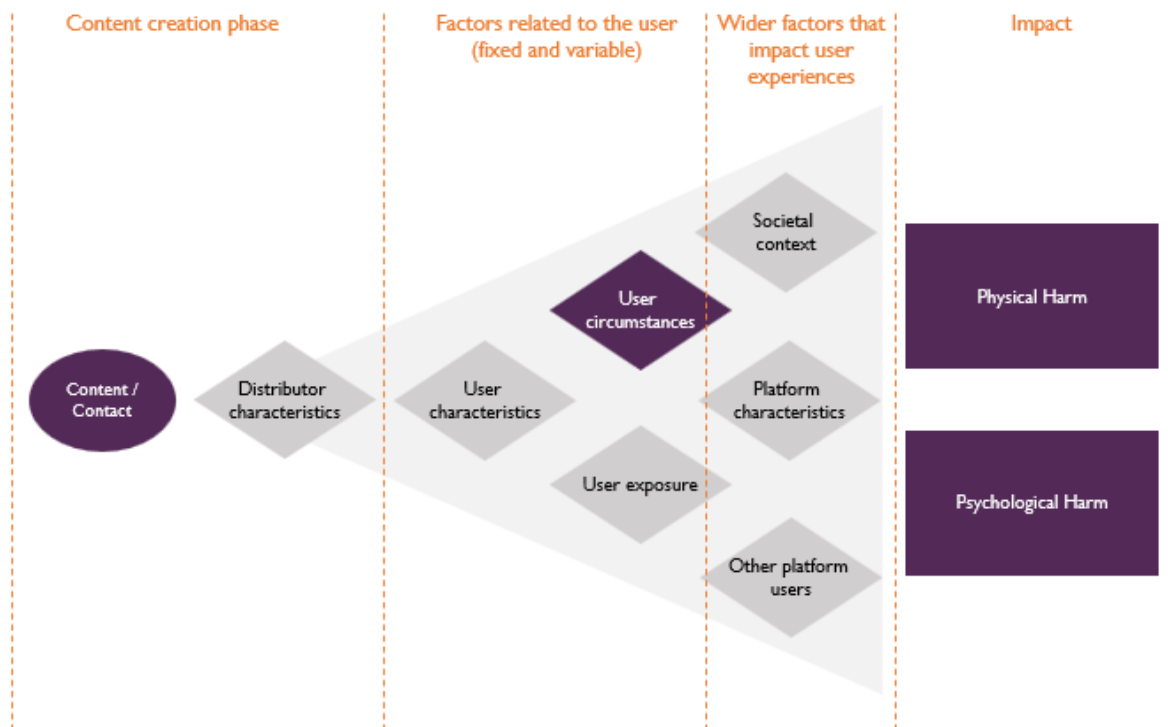 Content creation phase
Factors related to the user
(fixed and variable)
Wider factors that
impact user
experiences
Impact
Societal
context
User
circumstances
Physical Harm
Content /
Contact
Distributor
characteristics
User
characteristics
Platform
characteristics
User exposure
Psychological Harm
Other platform
users